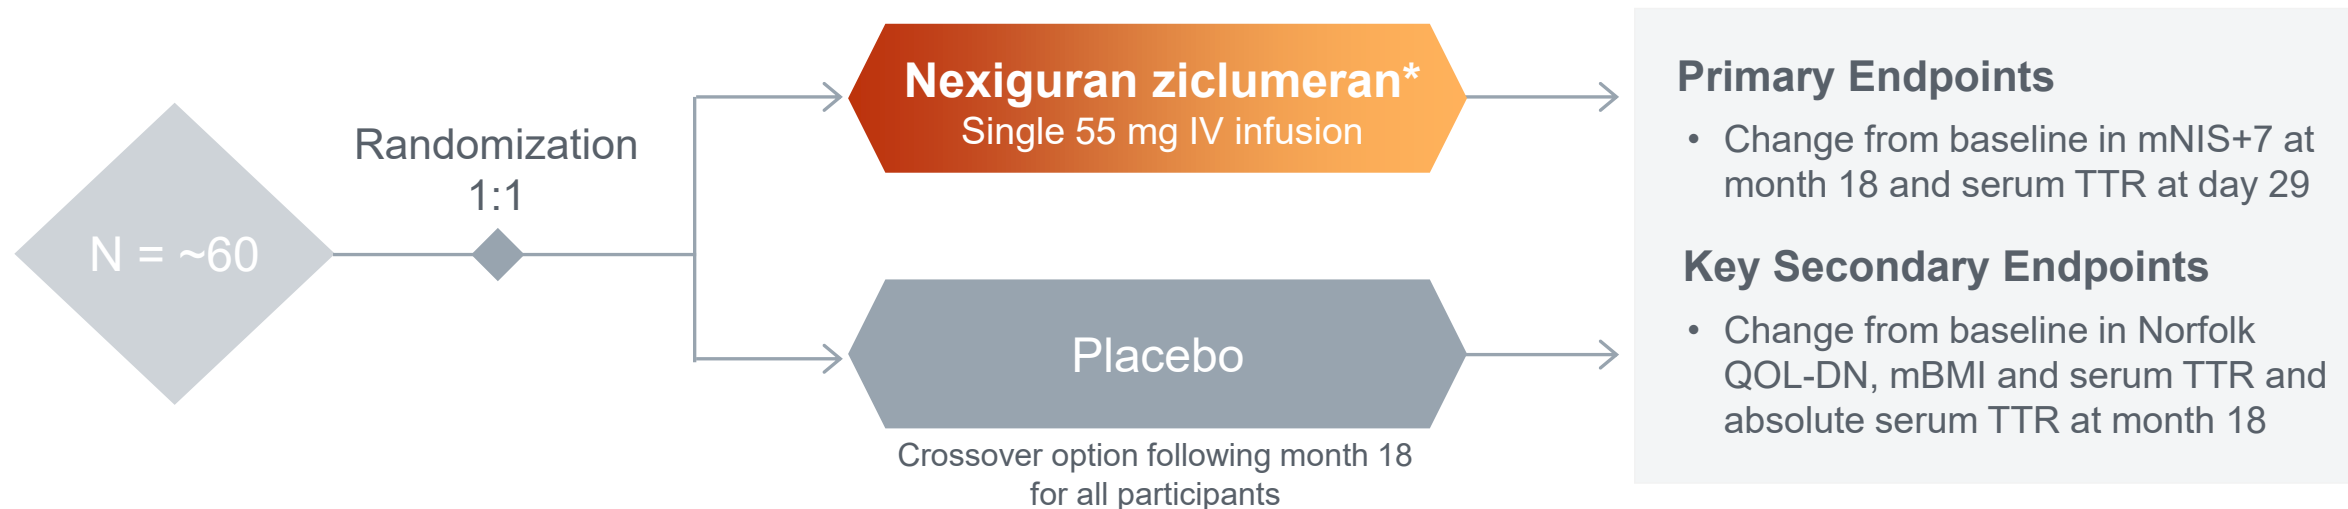 N = ~60
Randomization
1:1
Nexiguran ziclumeran*
Single 55 mg IV infusion
Placebo
Crossover option following month 18
for all participants
Primary Endpoints
• Change from baseline in mNIS+7 at
month 18 and serum TTR at day 29
Key Secondary Endpoints
• Change from baseline in Norfolk
QOL-DN, mBMI and serum TTR and
absolute serum TTR at month 18